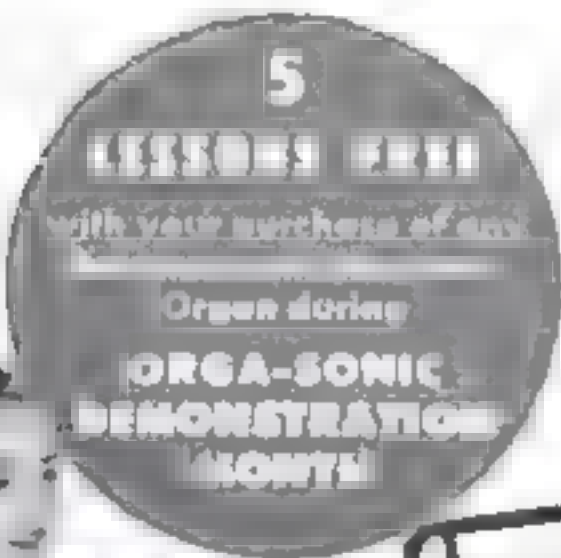 5
LESSONS FREE
with your purchase of any
Organ during
ORGA-SONIC
DEMONSTRATION
MONTH